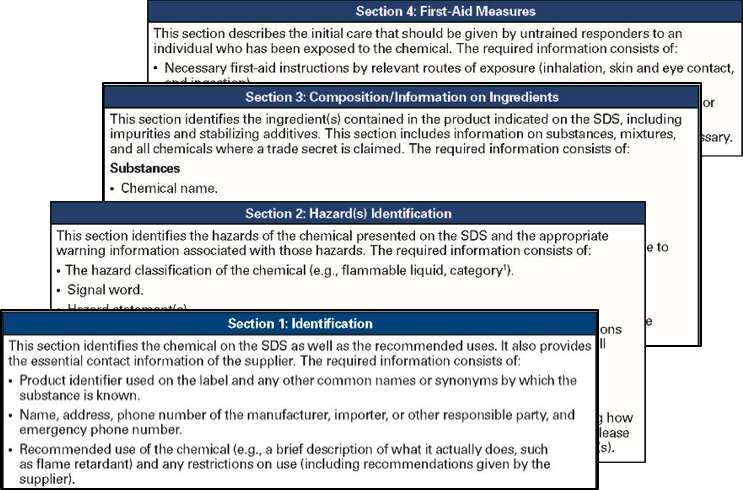 Section 4: First-Aid Measures
This section describes the initial care that should be given by untrained responders to an
individual who has been exposed to the chemical. The required information consists of:
• Necessary first-aid instructions by relevant routes of exposure (inhalation, skin and eye contact,
and ingestion).
or
ssary.
Section 3: Composition/Information on Ingredients
This section identifies the ingredient(s) contained in the product indicated on the SDS, including
impurities and stabilizing additives. This section includes information on substances, mixtures,
and all chemicals where a trade secret is claimed. The required information consists of:
Substances
• Chemical name.
e to
e
Section 2: Hazard(s) Identification
This section identifies the hazards of the chemical presented on the SDS and the appropriate
warning information associated with those hazards. The required information consists of:
• The hazard classification of the chemical (e.g., flammable liquid, category¹).
• Signal word.
• Hazard statement(s)
ons
ll
g how
lease
(s).
Section 1: Identification
This section identifies the chemical on the SDS as well as the recommended uses. It also provides
the essential contact information of the supplier. The required information consists of:
• Product identifier used on the label and any other common names or synonyms by which the
substance is known.
• Name, address, phone number of the manufacturer, importer, or other responsible party, and
emergency phone number.
• Recommended use of the chemical (e.g., a brief description of what it actually does, such
as flame retardant) and any restrictions on use (including recommendations given by the
supplier).